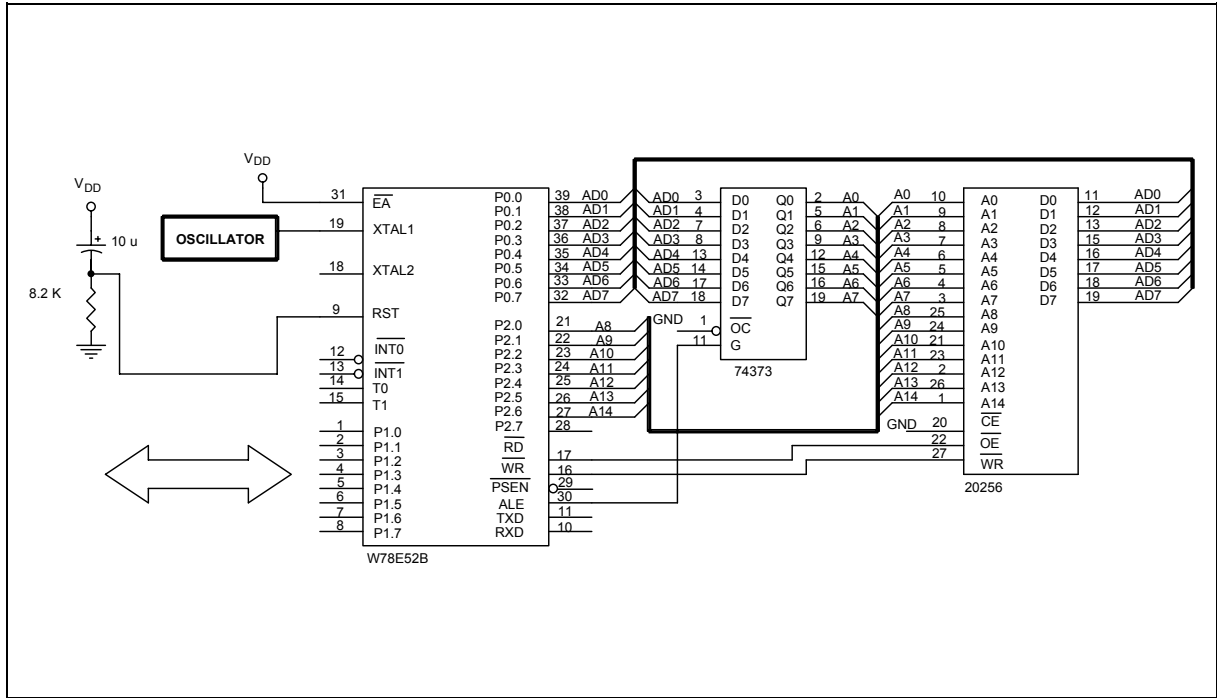 V_DD
V_DD
10 u
8.2 K
OSCILLATOR
31 EA
19 XTAL1
18 XTAL2
9 RST
12 INT0
13 INT1
14 T0
15 T1
1 P1.0
2 P1.1
3 P1.2
4 P1.3
5 P1.4
6 P1.5
7 P1.6
8 P1.7
P0.0 39 AD0
P0.1 38 AD1
P0.2 37 AD2
P0.3 36 AD3
P0.4 35 AD4
P0.5 34 AD5
P0.6 33 AD6
P0.7 32 AD7
P2.0 21 A8
P2.1 22 A9
P2.2 23 A10
P2.3 24 A11
P2.4 25 A12
P2.5 26 A13
P2.6 27 A14
P2.7 28
RD 17
WR 16
PSEN 29
ALE 30
TXD 11
RXD 10
W78E52B
AD0 3 D0 Q0 2 A0
AD1 4 D1 Q1 5 A1
AD2 7 D2 Q2 6 A2
AD3 8 D3 Q3 9 A3
AD4 13 D4 Q4 12 A4
AD5 14 D5 Q5 15 A5
AD6 17 D6 Q6 16 A6
AD7 18 D7 Q7 19 A7
GND 1 OC
11 G
74373
A0 10 A0 D0 11 AD0
A1 9 A1 D1 12 AD1
A2 8 A2 D2 13 AD2
A3 7 A3 D3 15 AD3
A4 6 A4 D4 16 AD4
A5 5 A5 D5 17 AD5
A6 4 A6 D6 18 AD6
A7 3 A7 D7 19 AD7
A8 25 A8
A9 24 A9
A10 21 A10
A11 23 A11
A12 2 A12
A13 26 A13
A14 1 A14
GND 20 CE
22 OE
27 WR
20256